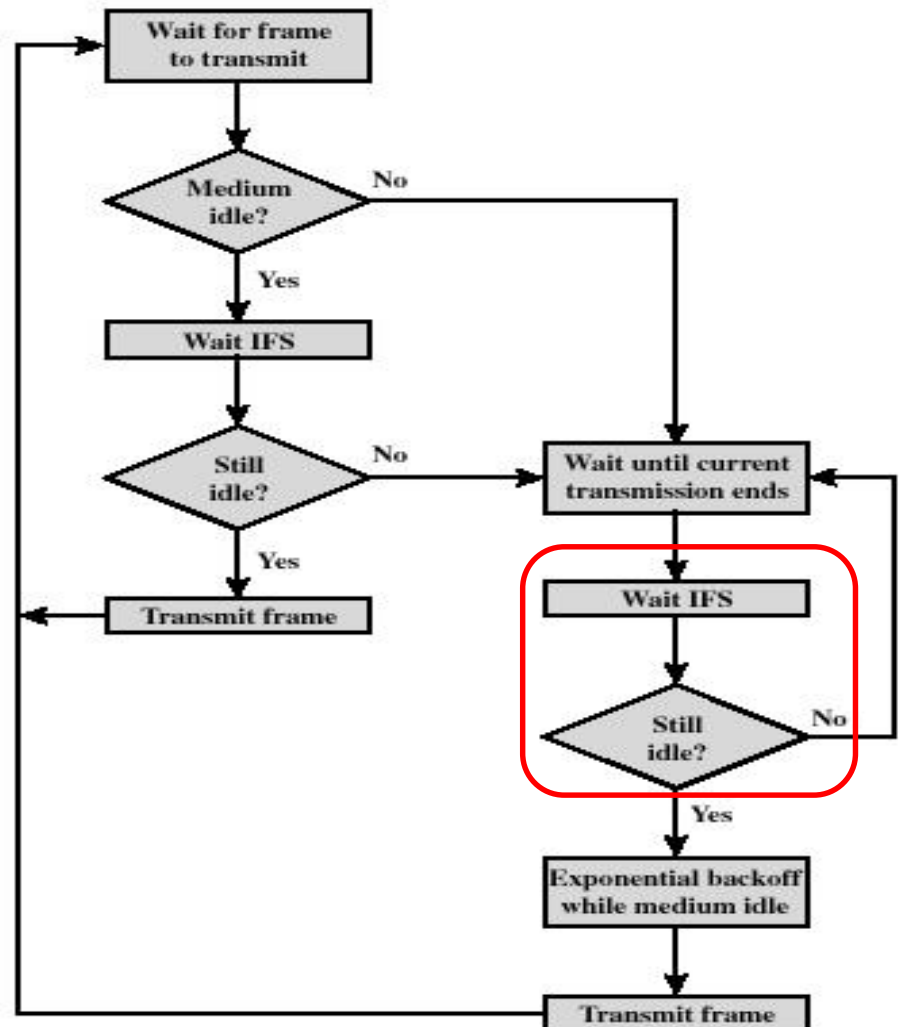 Wait for frame
to transmit
Medium
idle?
No
Yes
Wait IFS
Still
idle?
No
Yes
Transmit frame
Wait until current
transmission ends
Wait IFS
Still
idle?
No
Yes
Exponential backoff
while medium idle
Transmit frame